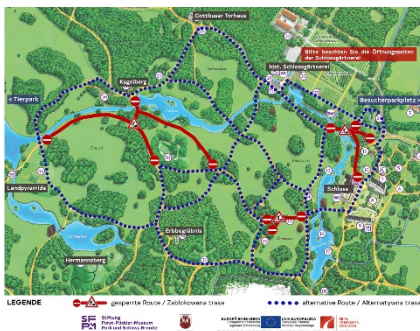 Cottbuser Torhaus
Bitte beachten Sie die Öffnungszeiten
der Schlossgärtnerei
hist. Schlossgärtnerei
Kugelberg
Tierpark
Besucherparkplatz
Schloss
Landpyramide
Erbbegräbnis
Hermannsberg
LEGENDE
gesperrte Route / Zablokowana trasa
alternative Route / Alternatywna trasa
Stiftung
Fürst-Pückler-Museum
Park und Schloss Branitz